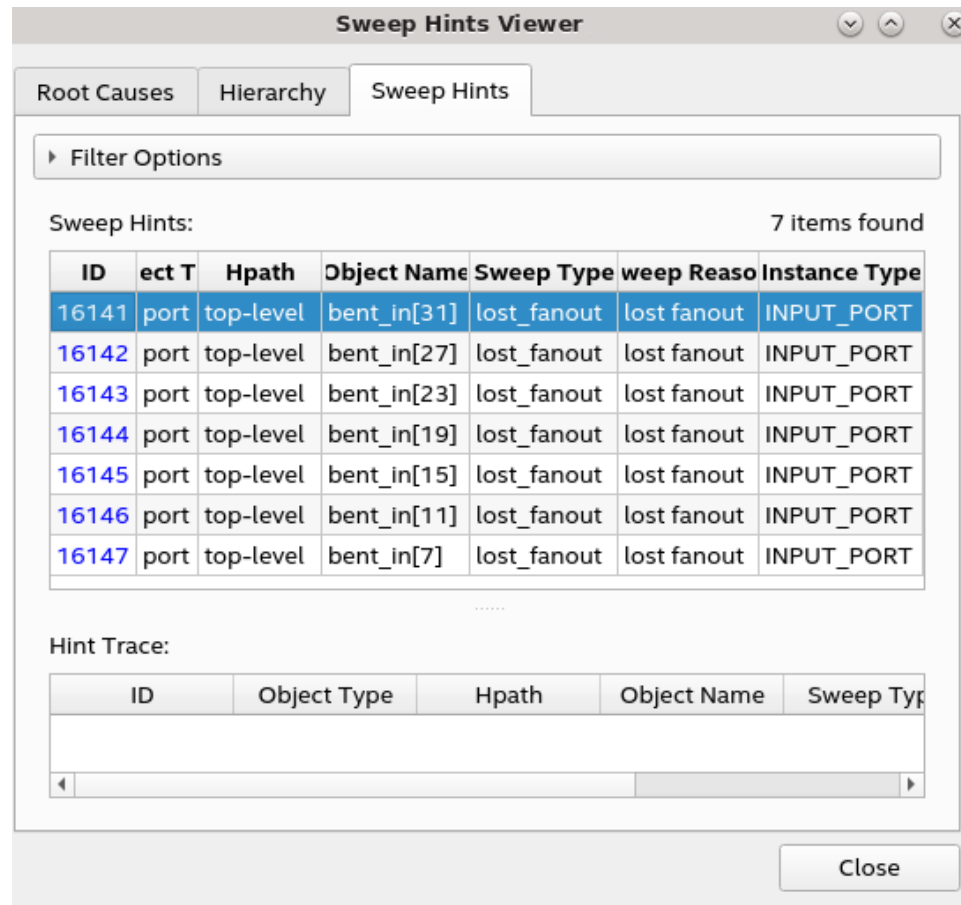 Sweep Hints Viewer
Root Causes Hierarchy Sweep Hints
Filter Options
Sweep Hints: 7 items found
ID ect T Hpath Object Name Sweep Type weep Reaso Instance Type
16141 port top-level bent_in[31] lost_fanout lost fanout INPUT_PORT
16142 port top-level bent_in[27] lost_fanout lost fanout INPUT_PORT
16143 port top-level bent_in[23] lost_fanout lost fanout INPUT_PORT
16144 port top-level bent_in[19] lost_fanout lost fanout INPUT_PORT
16145 port top-level bent_in[15] lost_fanout lost fanout INPUT_PORT
16146 port top-level bent_in[11] lost_fanout lost fanout INPUT_PORT
16147 port top-level bent_in[7] lost_fanout lost fanout INPUT_PORT
Hint Trace:
ID Object Type Hpath Object Name Sweep Typ
Close